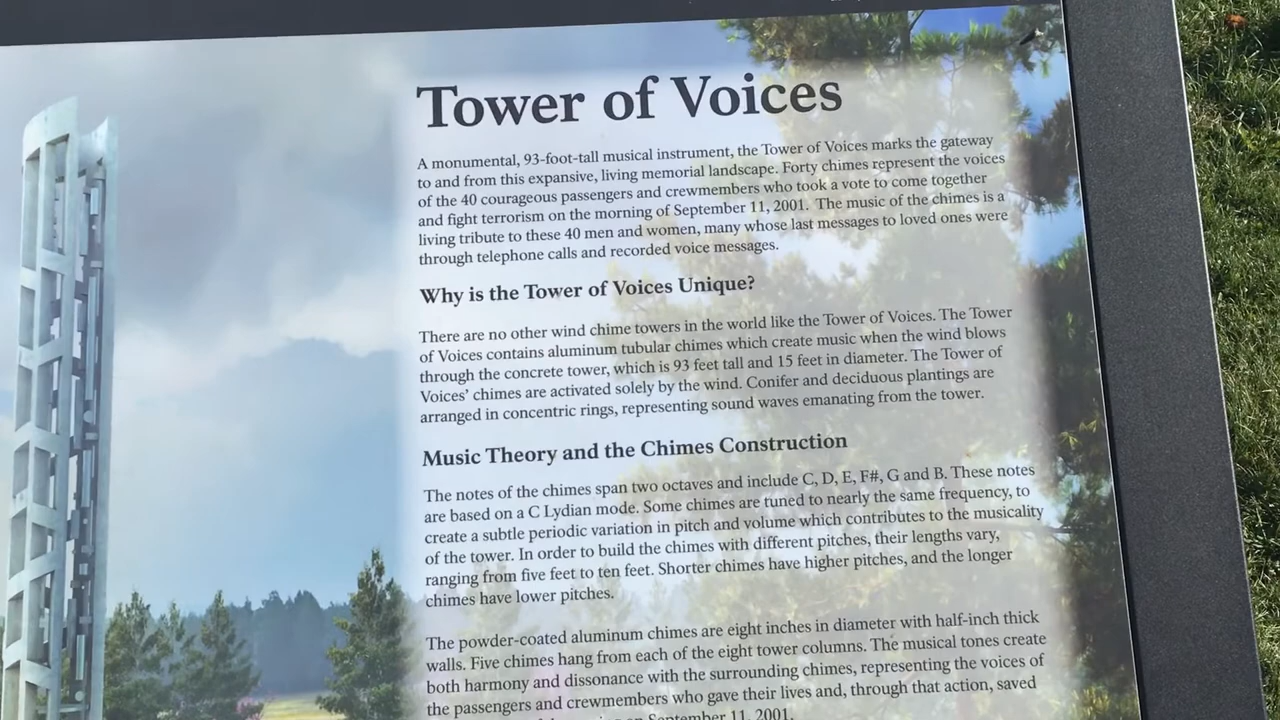 Tower of Voices
A monumental, 93-foot-tall musical instrument, the Tower of Voices marks the gateway
to and from this expansive, living memorial landscape. Forty chimes represent the voices
of the 40 courageous passengers and crewmembers who took a vote to come together
and fight terrorism on the morning of September 11, 2001. The music of the chimes is a
living tribute to these 40 men and women, many whose last messages to loved ones were
through telephone calls and recorded voice messages.
Why is the Tower of Voices Unique?
There are no other wind chime towers in the world like the Tower of Voices. The Tower
of Voices contains aluminum tubular chimes which create music when the wind blows
through the concrete tower, which is 93 feet tall and 15 feet in diameter. The Tower of
Voices' chimes are activated solely by the wind. Conifer and deciduous plantings are
arranged in concentric rings, representing sound waves emanating from the tower.
Music Theory and the Chimes Construction
The notes of the chimes span two octaves and include C, D, E, F#, G and B. These notes
are based on a C Lydian mode. Some chimes are tuned to nearly the same frequency, to
create a subtle periodic variation in pitch and volume which contributes to the musicality
of the tower. In order to build the chimes with different pitches, their lengths vary,
ranging from five feet to ten feet. Shorter chimes have higher pitches, and the longer
chimes have lower pitches.
The powder-coated aluminum chimes are eight inches in diameter with half-inch thick
walls. Five chimes hang from each of the eight tower columns. The musical tones create
both harmony and dissonance with the surrounding chimes, representing the voices of
the passengers and crewmembers who gave their lives and, through that action, saved
September 11, 2001.